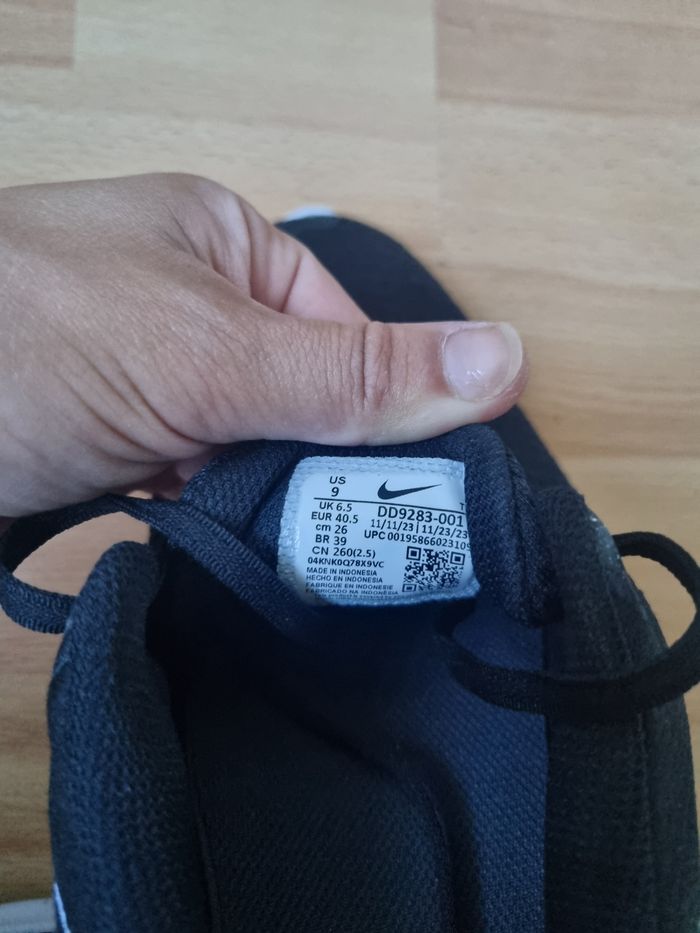 US
9
UK 6.5
EUR 40.5
cm 26
BR 39
CN 260(2.5)
T
DD9283-001
11/11/23 | 11/23/23
UPC 00195866023109
04KNK0Q78X9VC
MADE IN INDONESIA
HECHO EN INDONESIA
FABRIQUE EN INDONESIE
FABRICADO NA INDONÉSIA